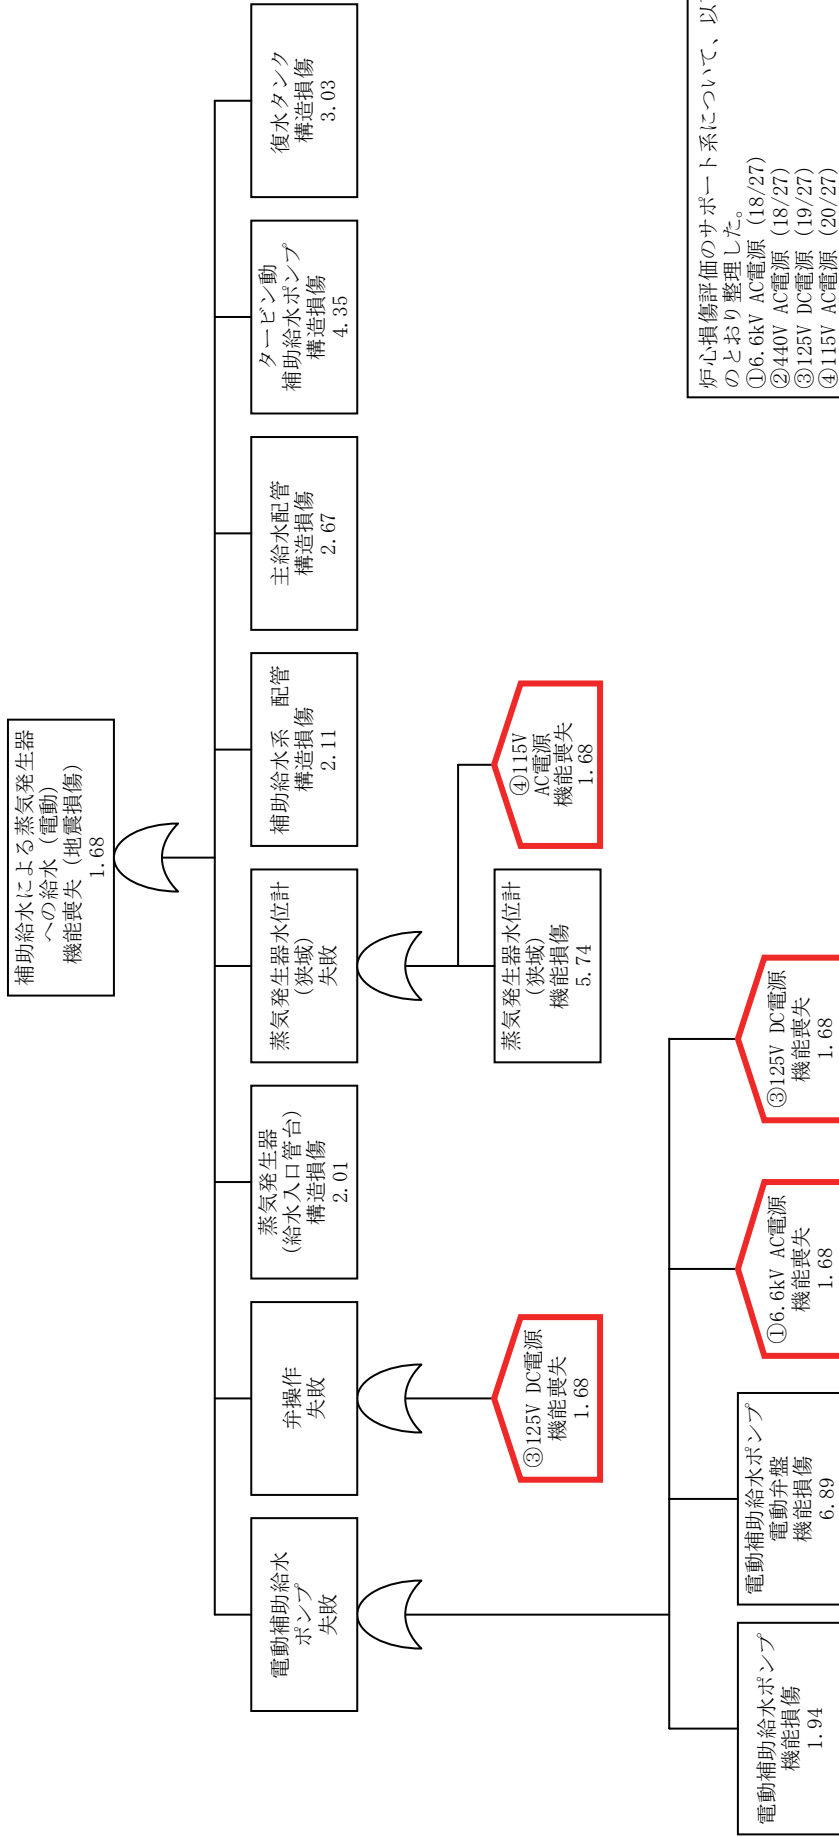 補助給水による蒸気発生器
への給水（電動）
機能喪失（地震損傷）
1.68
電動補助給水
ポンプ
失敗
弁操作
失敗
蒸気発生器
(給水入口管台)
構造損傷
2.01
蒸気発生器水位計
(狭域)
失敗
補助給水系　配管
構造損傷
2.11
主給水配管
構造損傷
2.67
タービン動
補助給水ポンプ
構造損傷
4.35
復水タンク
構造損傷
3.03
③125V DC電源
機能喪失
1.68
蒸気発生器水位計
(狭域)
機能損傷
5.74
④115V
AC電源
機能喪失
1.68
電動補助給水ポンプ
機能損傷
1.94
電動補助給水ポンプ
電動弁盤
機能損傷
6.89
①6.6kV AC電源
機能喪失
1.68
③125V DC電源
機能喪失
1.68
炉心損傷評価のサポート系について、以
のとおり整理した。
①6.6kV AC電源 (18/27)
②440V AC電源 (18/27)
③125V DC電源 (19/27)
④115V AC電源 (20/27)